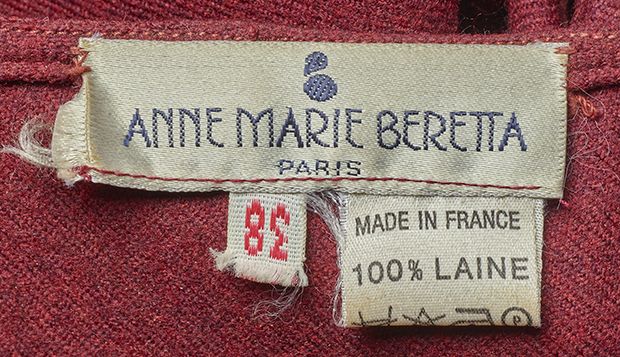 ANNE MARIE BERETTA
PARIS
38
MADE IN FRANCE
100% LAINE